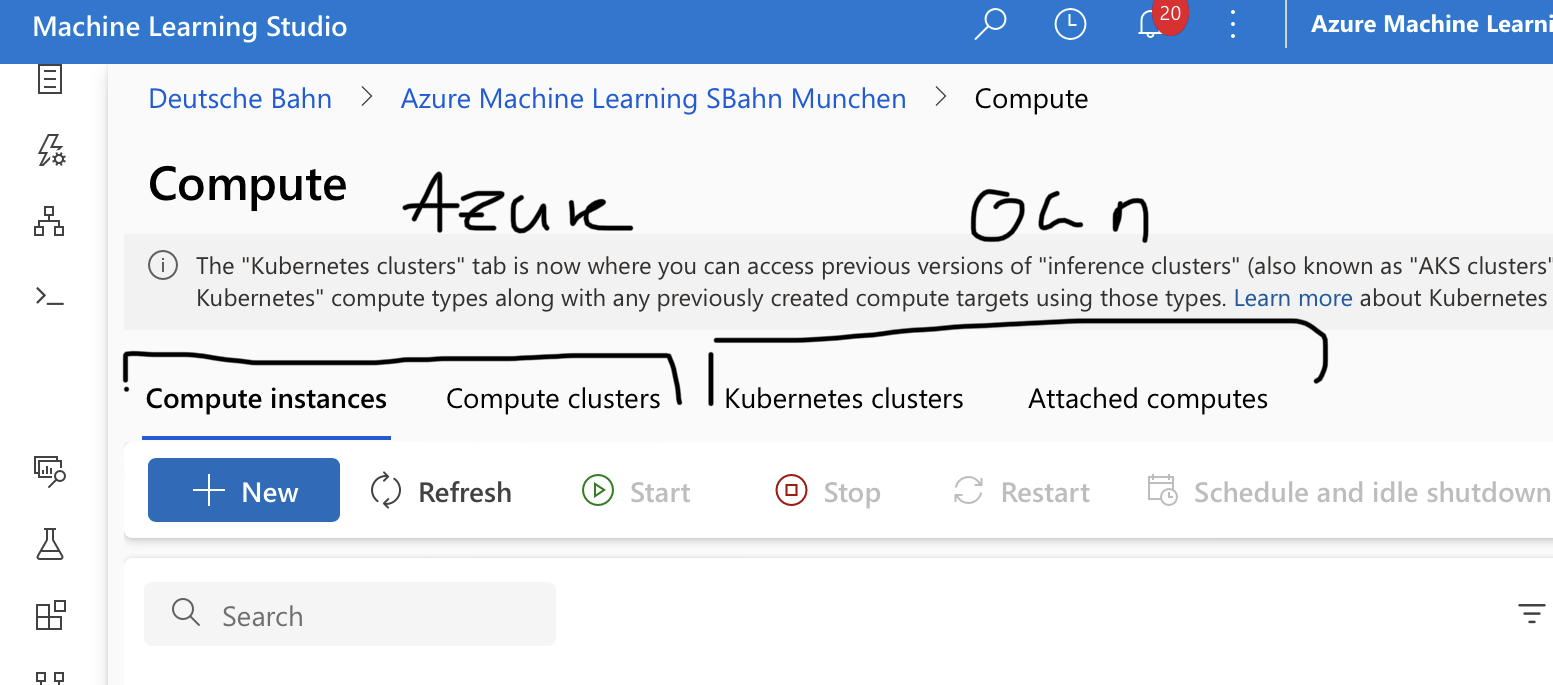 Machine Learning Studio
20
Azure Machine Learni
Deutsche Bahn > Azure Machine Learning SBahn Munchen > Compute
Compute
Azure
Own
The "Kubernetes clusters" tab is now where you can access previous versions of "inference clusters" (also known as "AKS clusters"
Kubernetes" compute types along with any previously created compute targets using those types. Learn more about Kubernetes
Compute instances Compute clusters Kubernetes clusters Attached computes
New Refresh Start Stop Restart Schedule and idle shutdown
Search